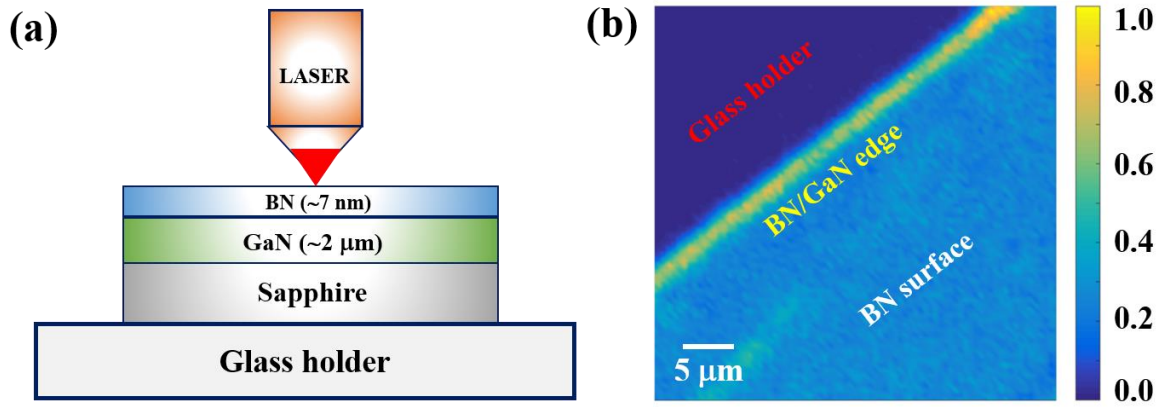 (a)
LASER
BN (~7 nm)
GaN (~2 μm)
Sapphire
Glass holder
(b)
Glass holder
BN/GaN edge
BN surface
5 μm
1.0
0.8
0.6
0.4
0.2
0.0